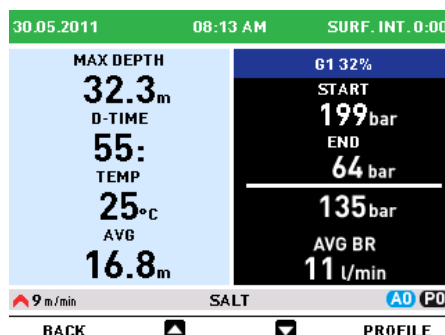 30.05.2011 08:13 AM SURF. INT. 0:00
MAX DEPTH
32.3m
D-TIME
55:
TEMP
25°C
AVG
16.8m
G1 32%
START
199bar
END
64 bar
135bar
AVG BR
11 l/min
9 m/min SALT A0 P0
BACK PROFILE